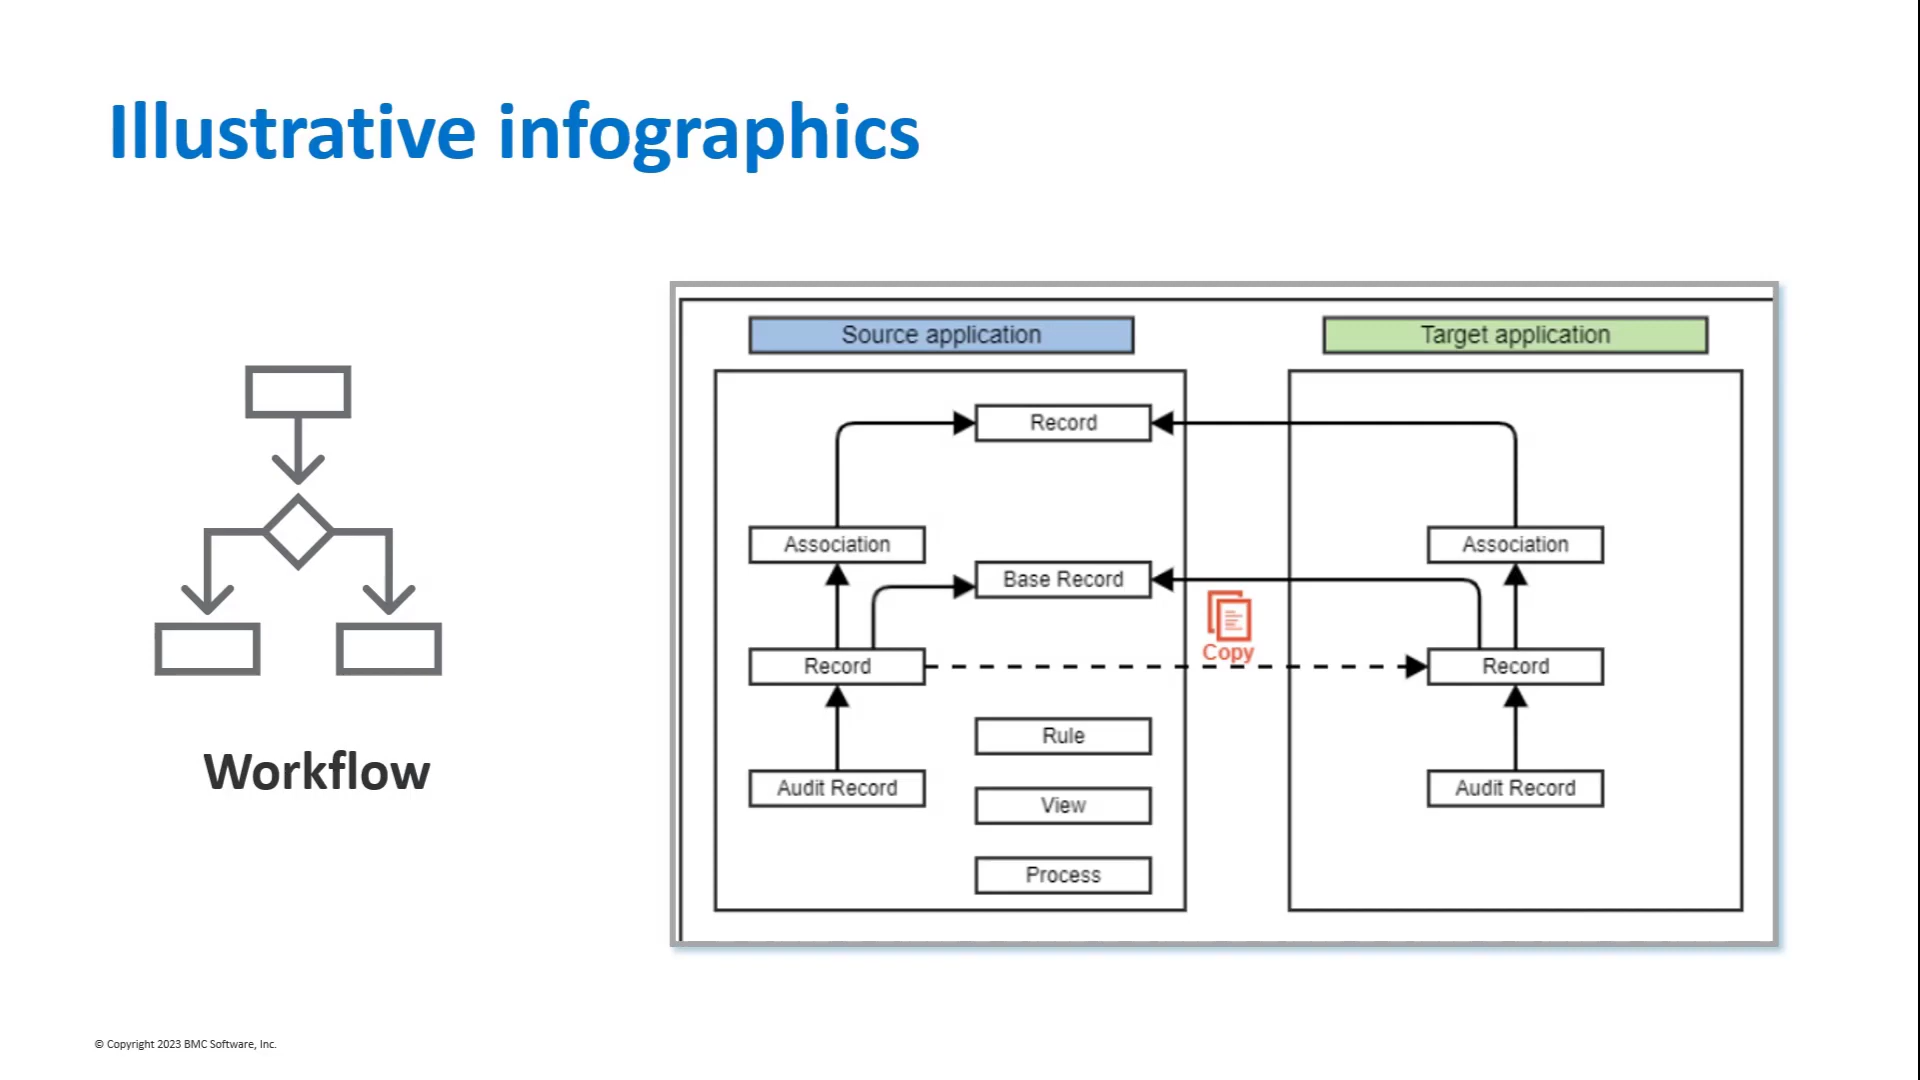 Illustrative infographics
Source application
Target application
Record
Association
Association
Base Record
Copy
Record
Record
Rule
Workflow
Audit Record
Audit Record
View
Process
© Copyright 2023 BMC Software, Inc.